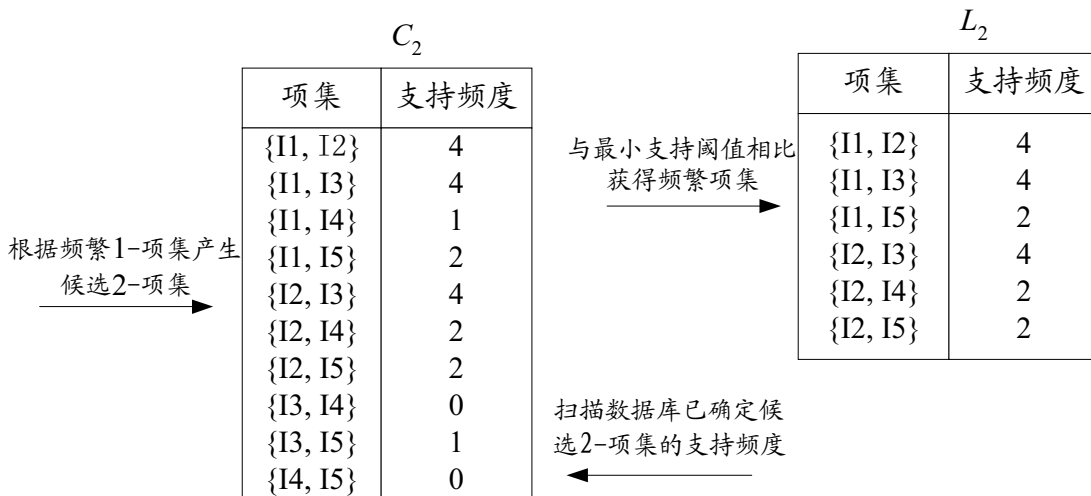 C2
L2
项集 支持频度
{I1, I2} 4
{I1, I3} 4
{I1, I4} 1
{I1, I5} 2
{I2, I3} 4
{I2, I4} 2
{I2, I5} 2
{I3, I4} 0
{I3, I5} 1
{I4, I5} 0
根据频繁1-项集产生
候选2-项集
与最小支持阈值相比
获得频繁项集
项集 支持频度
{I1, I2} 4
{I1, I3} 4
{I1, I5} 2
{I2, I3} 4
{I2, I4} 2
{I2, I5} 2
扫描数据库已确定候
选2-项集的支持频度